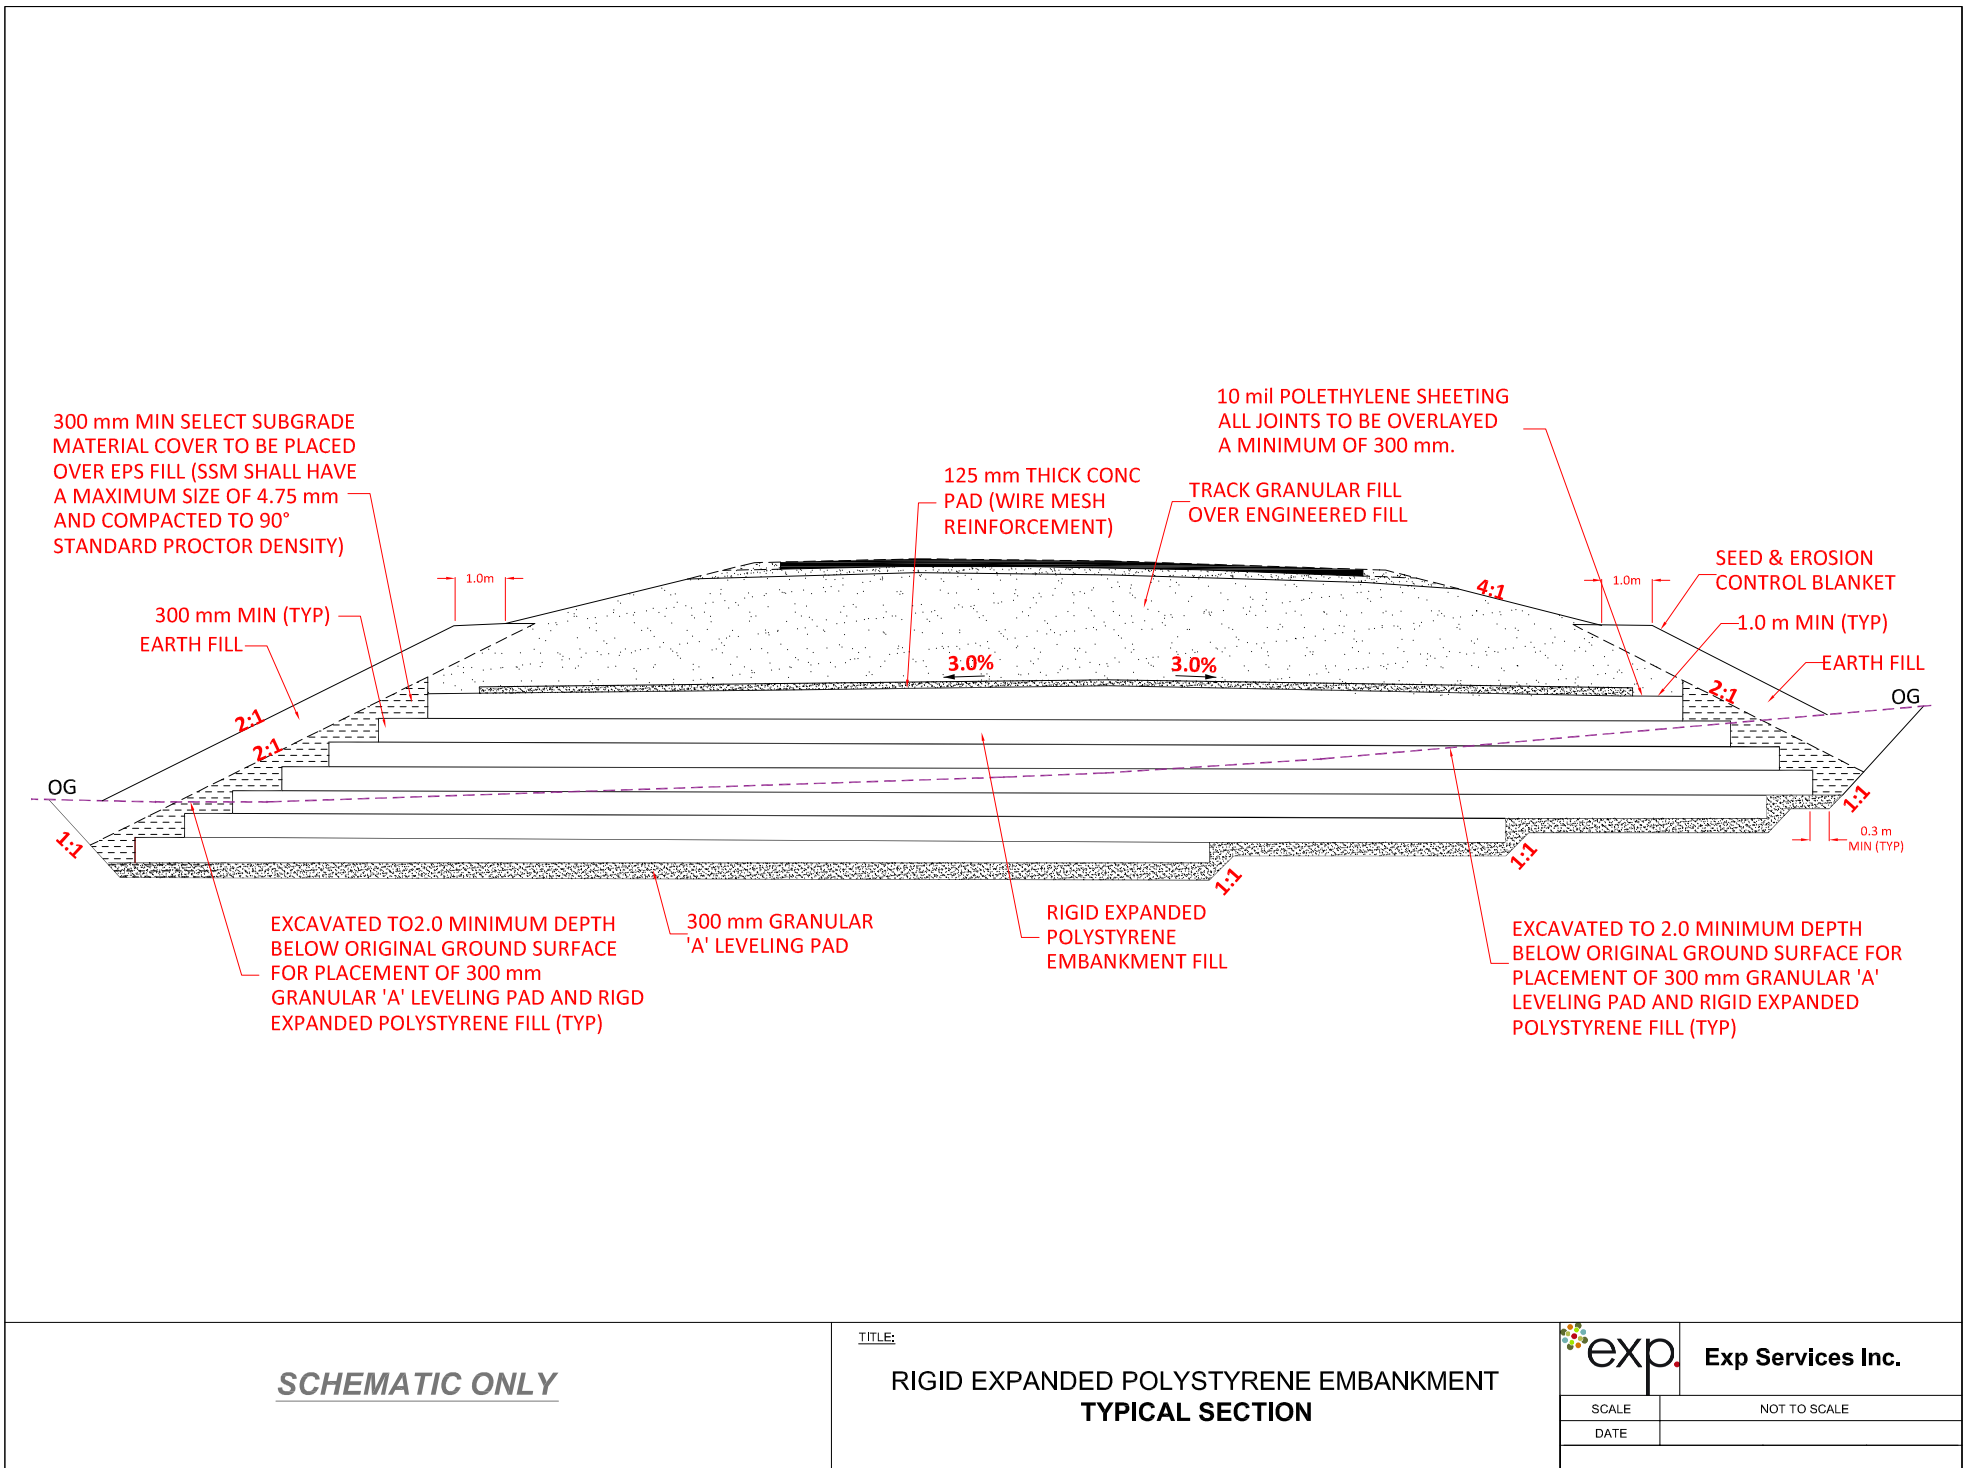 10 mil POLETHYLENE SHEETING
ALL JOINTS TO BE OVERLAYED
A MINIMUM OF 300 mm.
300 mm MIN SELECT SUBGRADE
MATERIAL COVER TO BE PLACED
OVER EPS FILL (SSM SHALL HAVE
A MAXIMUM SIZE OF 4.75 mm
AND COMPACTED TO 90°
STANDARD PROCTOR DENSITY)
125 mm THICK CONC
PAD (WIRE MESH
REINFORCEMENT)
TRACK GRANULAR FILL
OVER ENGINEERED FILL
SEED & EROSION
CONTROL BLANKET
1.0m
4:1
1.0m
300 mm MIN (TYP)
1.0 m MIN (TYP)
EARTH FILL
3.0%
3.0%
EARTH FILL
2:1
2:1
2:1
OG
OG
1:1
1:1
1:1
1:1
0.3 m
MIN (TYP)
EXCAVATED TO2.0 MINIMUM DEPTH
BELOW ORIGINAL GROUND SURFACE
FOR PLACEMENT OF 300 mm
GRANULAR 'A' LEVELING PAD AND RIGD
EXPANDED POLYSTYRENE FILL (TYP)
300 mm GRANULAR
'A' LEVELING PAD
RIGID EXPANDED
POLYSTYRENE
EMBANKMENT FILL
EXCAVATED TO 2.0 MINIMUM DEPTH
BELOW ORIGINAL GROUND SURFACE FOR
PLACEMENT OF 300 mm GRANULAR 'A'
LEVELING PAD AND RIGID EXPANDED
POLYSTYRENE FILL (TYP)
SCHEMATIC ONLY
TITLE:
RIGID EXPANDED POLYSTYRENE EMBANKMENT
TYPICAL SECTION
exp.
Exp Services Inc.
SCALE
NOT TO SCALE
DATE